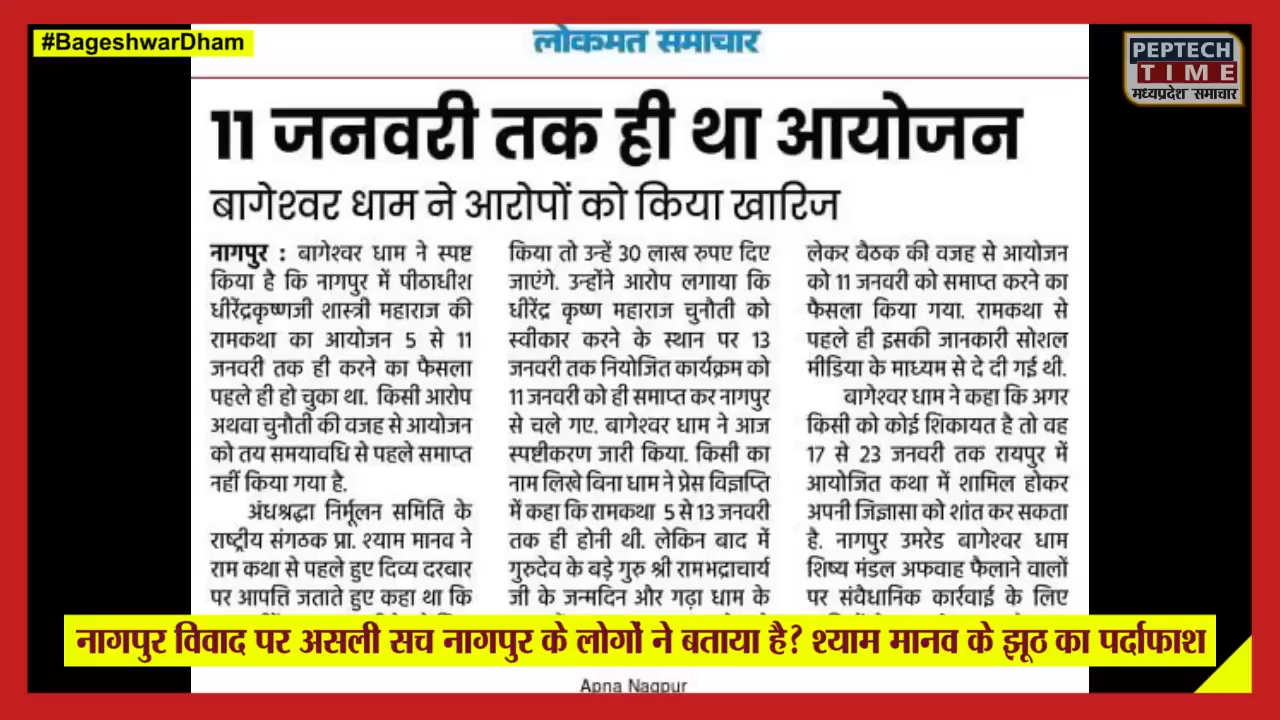 #BageshwarDham
PEPTECH
TIME
मध्यप्रदेश समाचार
लोकमत समाचार
11 जनवरी तक ही था आयोजन
बागेश्वर धाम ने आरोपों को किया खारिज
नागपुर : बागेश्वर धाम ने स्पष्ट
किया है कि नागपुर में पीठाधीश
धीरेंद्रकृष्णजी शास्त्री महाराज की
रामकथा का आयोजन 5 से 11
जनवरी तक ही करने का फैसला
पहले ही हो चुका था. किसी आरोप
अथवा चुनौती की वजह से आयोजन
को तय समयावधि से पहले समाप्त
नहीं किया गया है.
अंधश्रद्धा निर्मूलन समिति के
राष्ट्रीय संगठक प्रा. श्याम मानव ने
राम कथा से पहले हुए दिव्य दरबार
पर आपत्ति जताते हुए कहा था कि
किया तो उन्हें 30 लाख रुपए दिए
जाएंगे. उन्होंने आरोप लगाया कि
धीरेंद्र कृष्ण महाराज चुनौती को
स्वीकार करने के स्थान पर 13
जनवरी तक नियोजित कार्यक्रम को
11 जनवरी को ही समाप्त कर नागपुर
से चले गए. बागेश्वर धाम ने आज
स्पष्टीकरण जारी किया. किसी का
नाम लिखे बिना धाम ने प्रेस विज्ञप्ति
में कहा कि रामकथा 5 से 13 जनवरी
तक ही होनी थी. लेकिन बाद में
गुरुदेव के बड़े गुरु श्री रामभद्राचार्य
जी के जन्मदिन और गढ़ा धाम के
लेकर बैठक की वजह से आयोजन
को 11 जनवरी को समाप्त करने का
फैसला किया गया. रामकथा से
पहले ही इसकी जानकारी सोशल
मीडिया के माध्यम से दे दी गई थी.
बागेश्वर धाम ने कहा कि अगर
किसी को कोई शिकायत है तो वह
17 से 23 जनवरी तक रायपुर में
आयोजित कथा में शामिल होकर
अपनी जिज्ञासा को शांत कर सकता
है. नागपुर उमरेड बागेश्वर धाम
शिष्य मंडल अफवाह फैलाने वालों
पर संवैधानिक कार्रवाई के लिए
नागपुर विवाद पर असली सच नागपुर के लोगों ने बताया है? श्याम मानव के झूठ का पर्दाफाश
Apna Nagpur